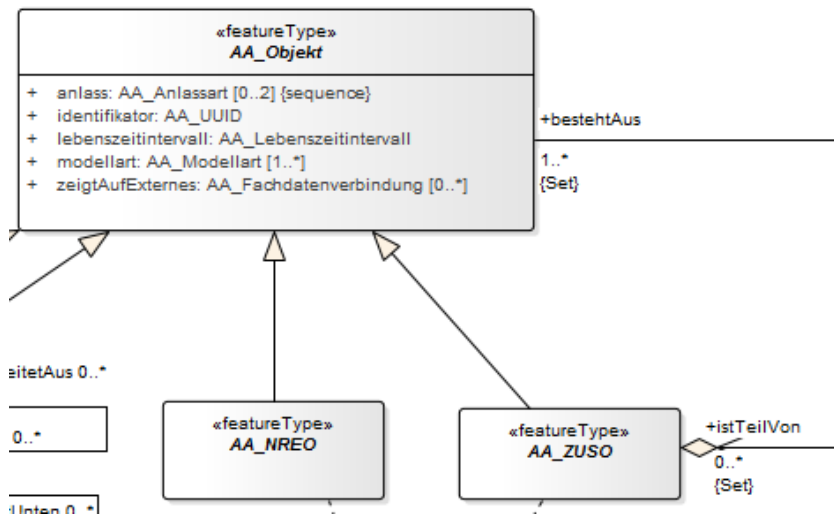 «featureType»
AA_Objekt
+ anlass: AA_Anlassart [0..2] {sequence}
+ identifikator: AA_UUID
+ lebenszeitintervall: AA_Lebenszeitintervall
+ modellart: AA_Modellart [1..*]
+ zeigtAufExternes: AA_Fachdatenverbindung [0..*]
+bestehtAus
1..*
{Set}
eitetAus 0..*
0..*
«featureType»
AA_NREO
«featureType»
AA_ZUSO
+istTeilVon
0..*
{Set}
rUnten 0..*